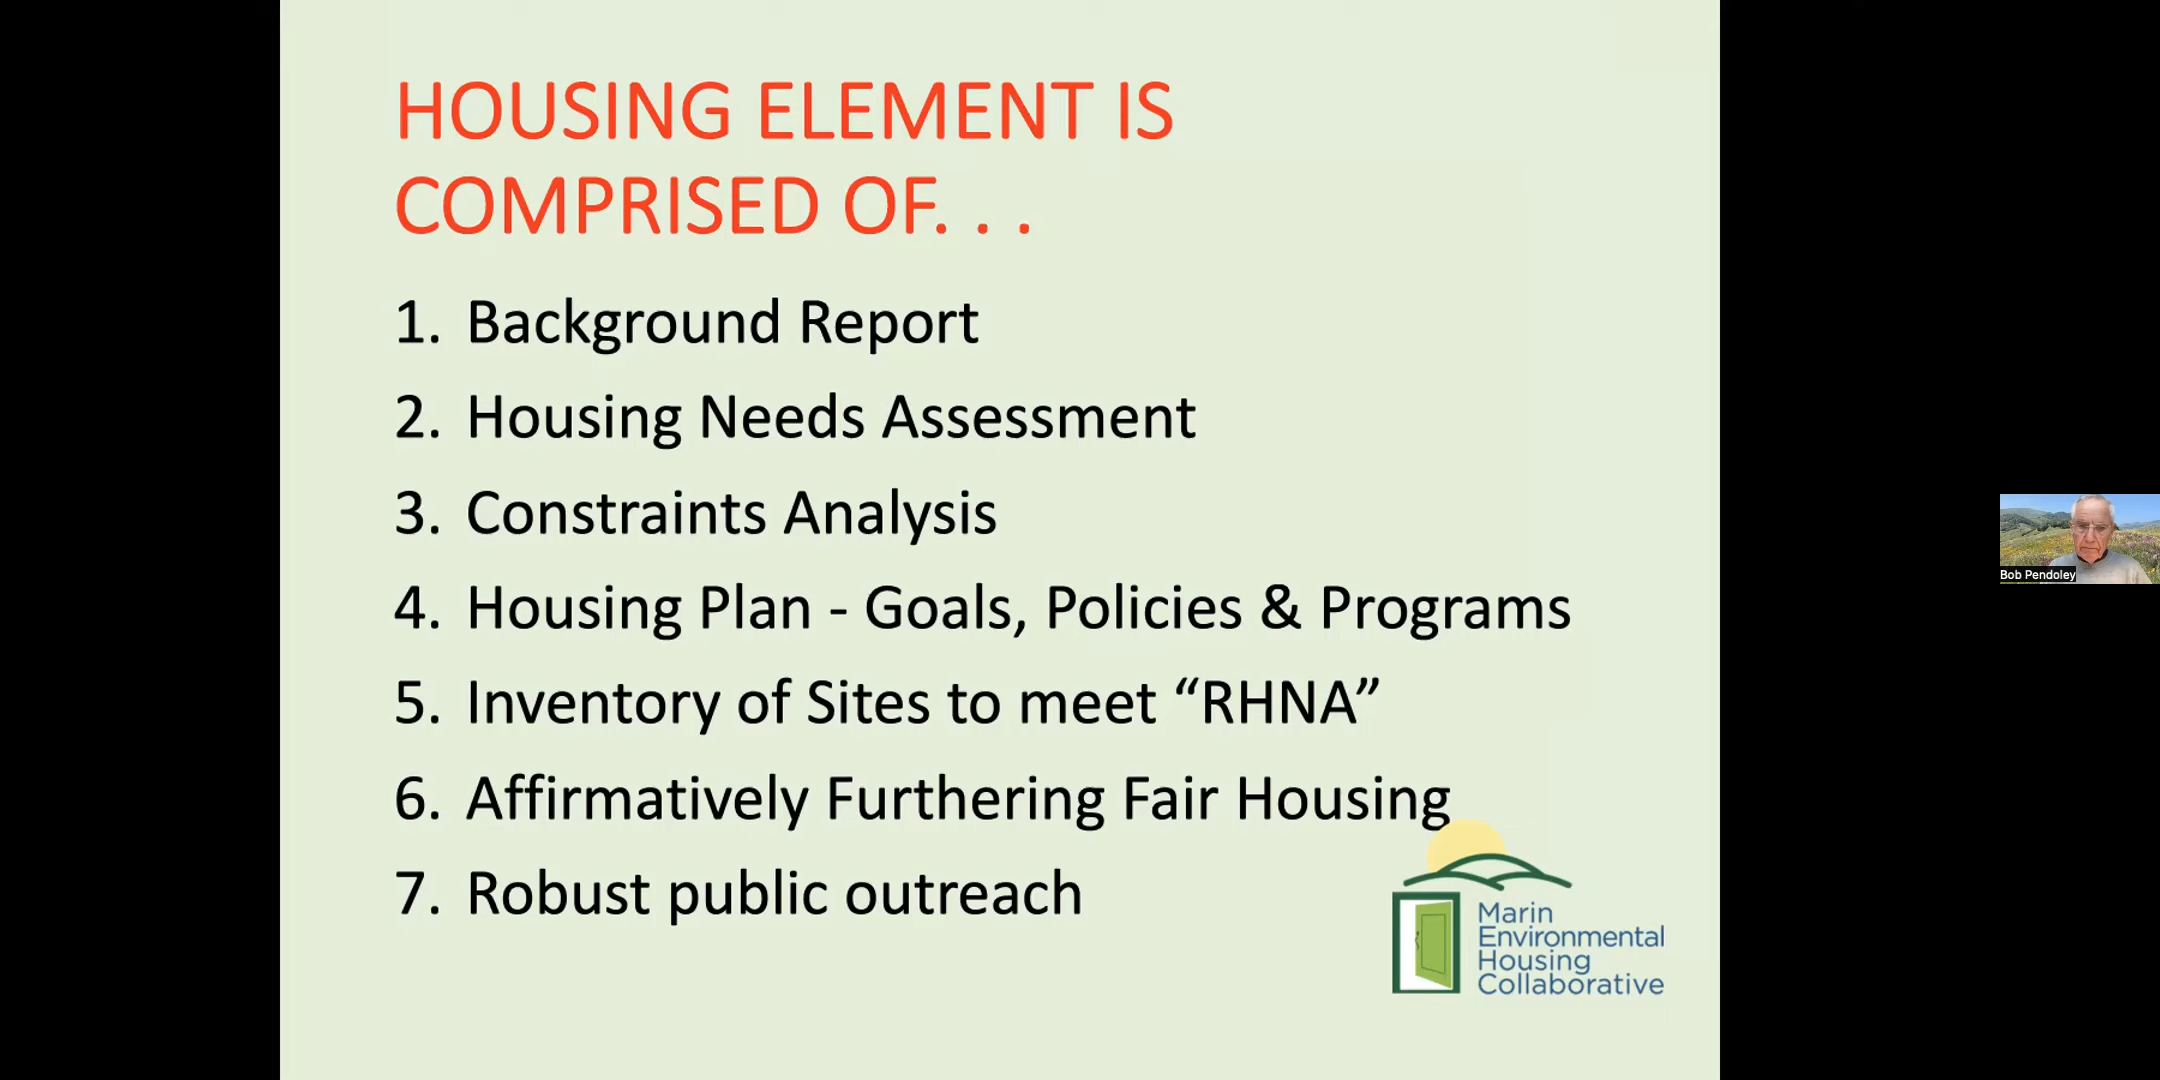 HOUSING ELEMENT IS
COMPRISED OF. . .
1. Background Report
2. Housing Needs Assessment
3. Constraints Analysis
4. Housing Plan - Goals, Policies & Programs
5. Inventory of Sites to meet “RHNA”
6. Affirmatively Furthering Fair Housing
7. Robust public outreach
Marin
Environmental
Housing
Collaborative
Bob Pendoley